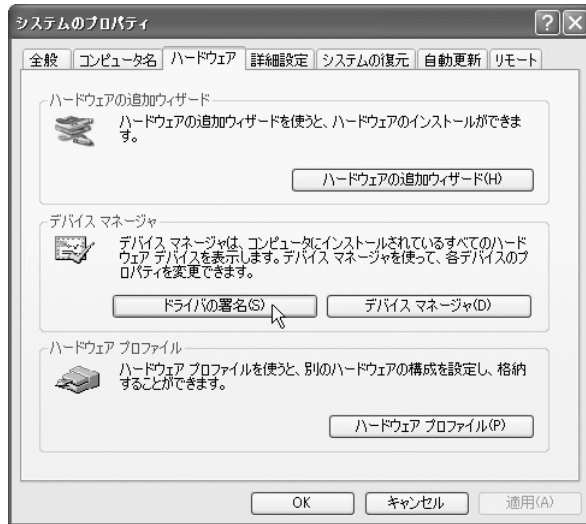 システムのプロパティ
全般 コンピュータ名 ハードウェア 詳細設定 システムの復元 自動更新 リモート
ハードウェアの追加ウィザード
ハードウェアの追加ウィザードを使うと、ハードウェアのインストールができま
す。
ハードウェアの追加ウィザード(H)
デバイス マネージャ
デバイス マネージャは、コンピュータにインストールされているすべてのハード
ウェア デバイスを表示します。デバイス マネージャを使って、各デバイスのプ
ロパティを変更できます。
ドライバの署名(S) デバイス マネージャ(D)
ハードウェア プロファイル
ハードウェア プロファイルを使うと、別のハードウェアの構成を設定し、格納
することができます。
ハードウェア プロファイル(P)
OK キャンセル 適用(A)